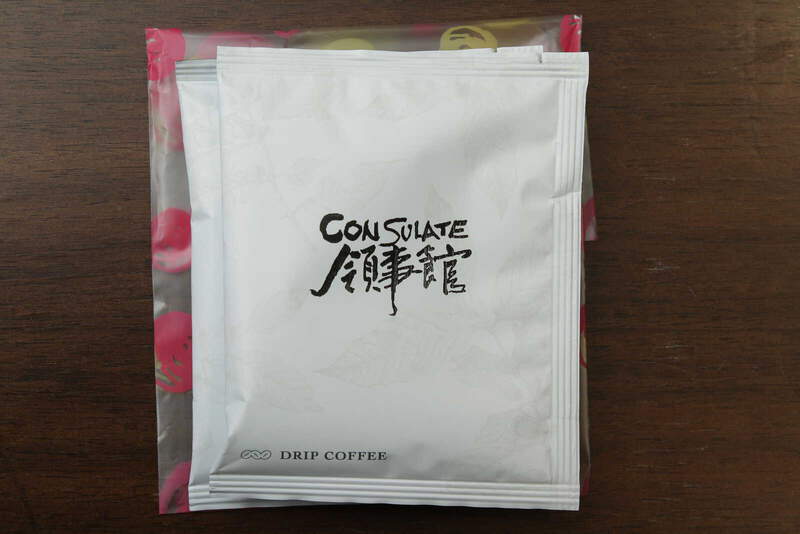 CONSULATE
領事館
DRIP COFFEE